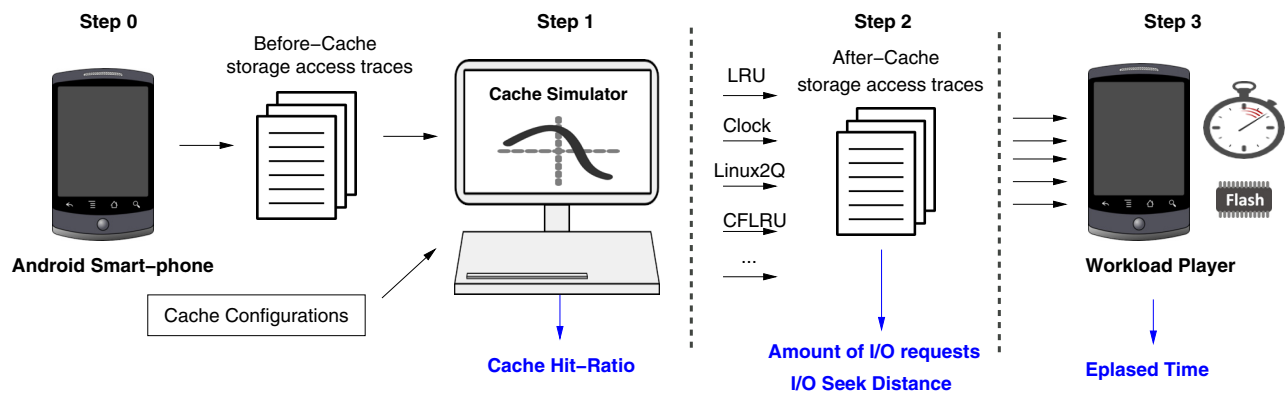 Step 0
Before−Cache
storage access traces
Android Smart−phone
Cache Configurations
Step 1
Cache Simulator
Cache Hit−Ratio
LRU
Clock
Linux2Q
CFLRU
...
Step 2
After−Cache
storage access traces
Amount of I/O requests
I/O Seek Distance
Step 3
Flash
Workload Player
Eplased Time